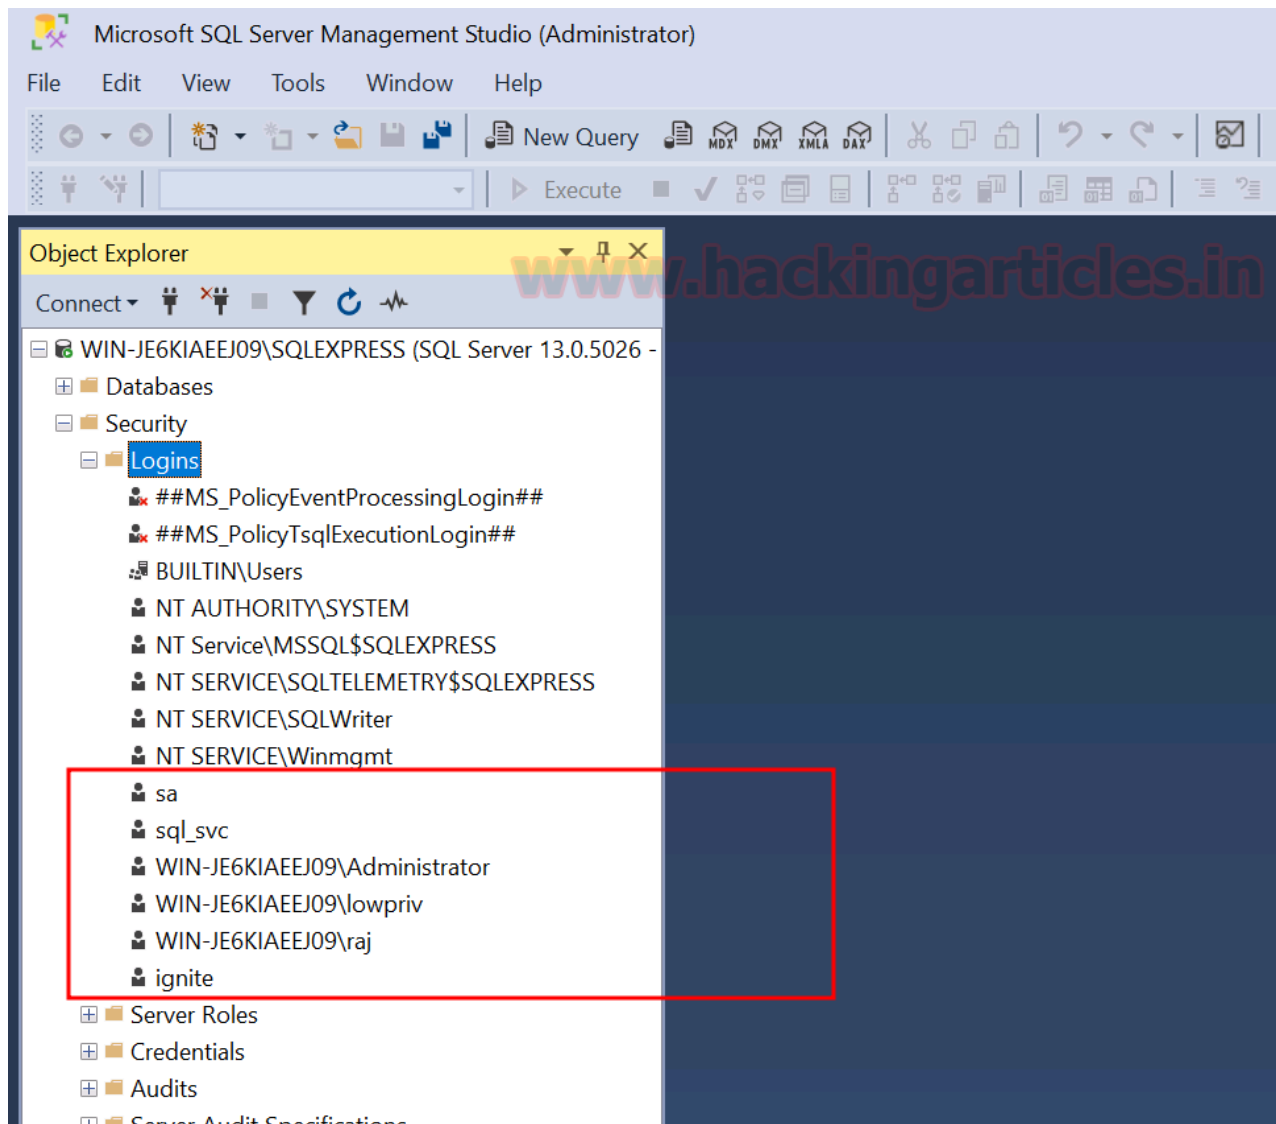 Microsoft SQL Server Management Studio (Administrator)
File Edit View Tools Window Help
New Query MDX DMX XMLA DAX
Execute
Object Explorer
www.hackingarticles.in
Connect
WIN-JE6KIAEEJ09\SQLEXPRESS (SQL Server 13.0.5026 -
Databases
Security
Logins
##MS_PolicyEventProcessingLogin##
##MS_PolicyTsqlExecutionLogin##
BUILTIN\Users
NT AUTHORITY\SYSTEM
NT Service\MSSQL$SQLEXPRESS
NT SERVICE\SQLTELEMETRY$SQLEXPRESS
NT SERVICE\SQLWriter
NT SERVICE\Winmgmt
sa
sql_svc
WIN-JE6KIAEEJ09\Administrator
WIN-JE6KIAEEJ09\lowpriv
WIN-JE6KIAEEJ09\raj
ignite
Server Roles
Credentials
Audits
Server Audit Specifications